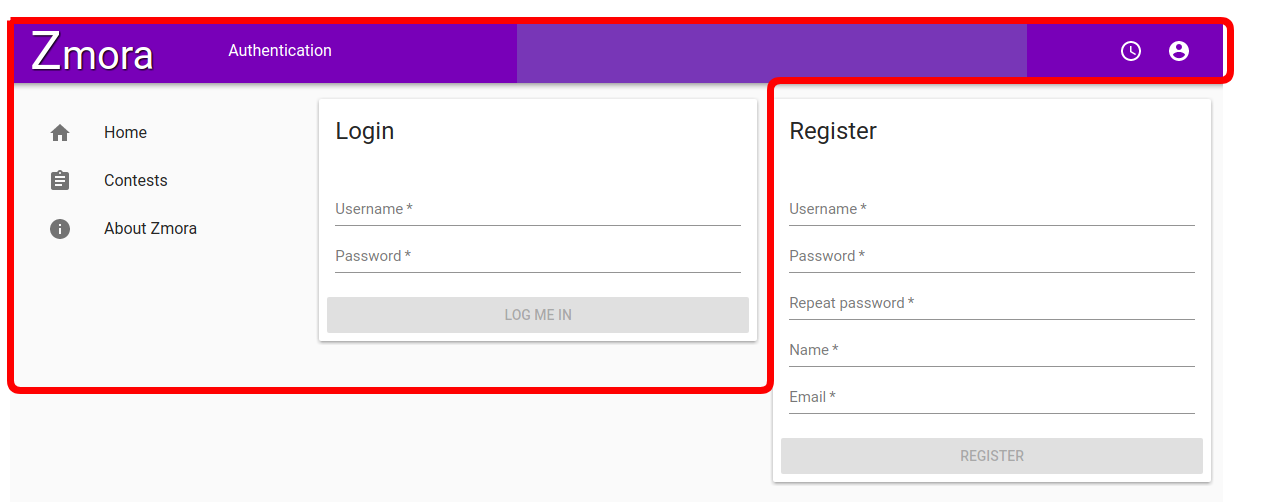 Zmora
Authentication
Home
Contests
About Zmora
Login
Username *
Password *
LOG ME IN
Register
Username *
Password *
Repeat password *
Name *
Email *
REGISTER